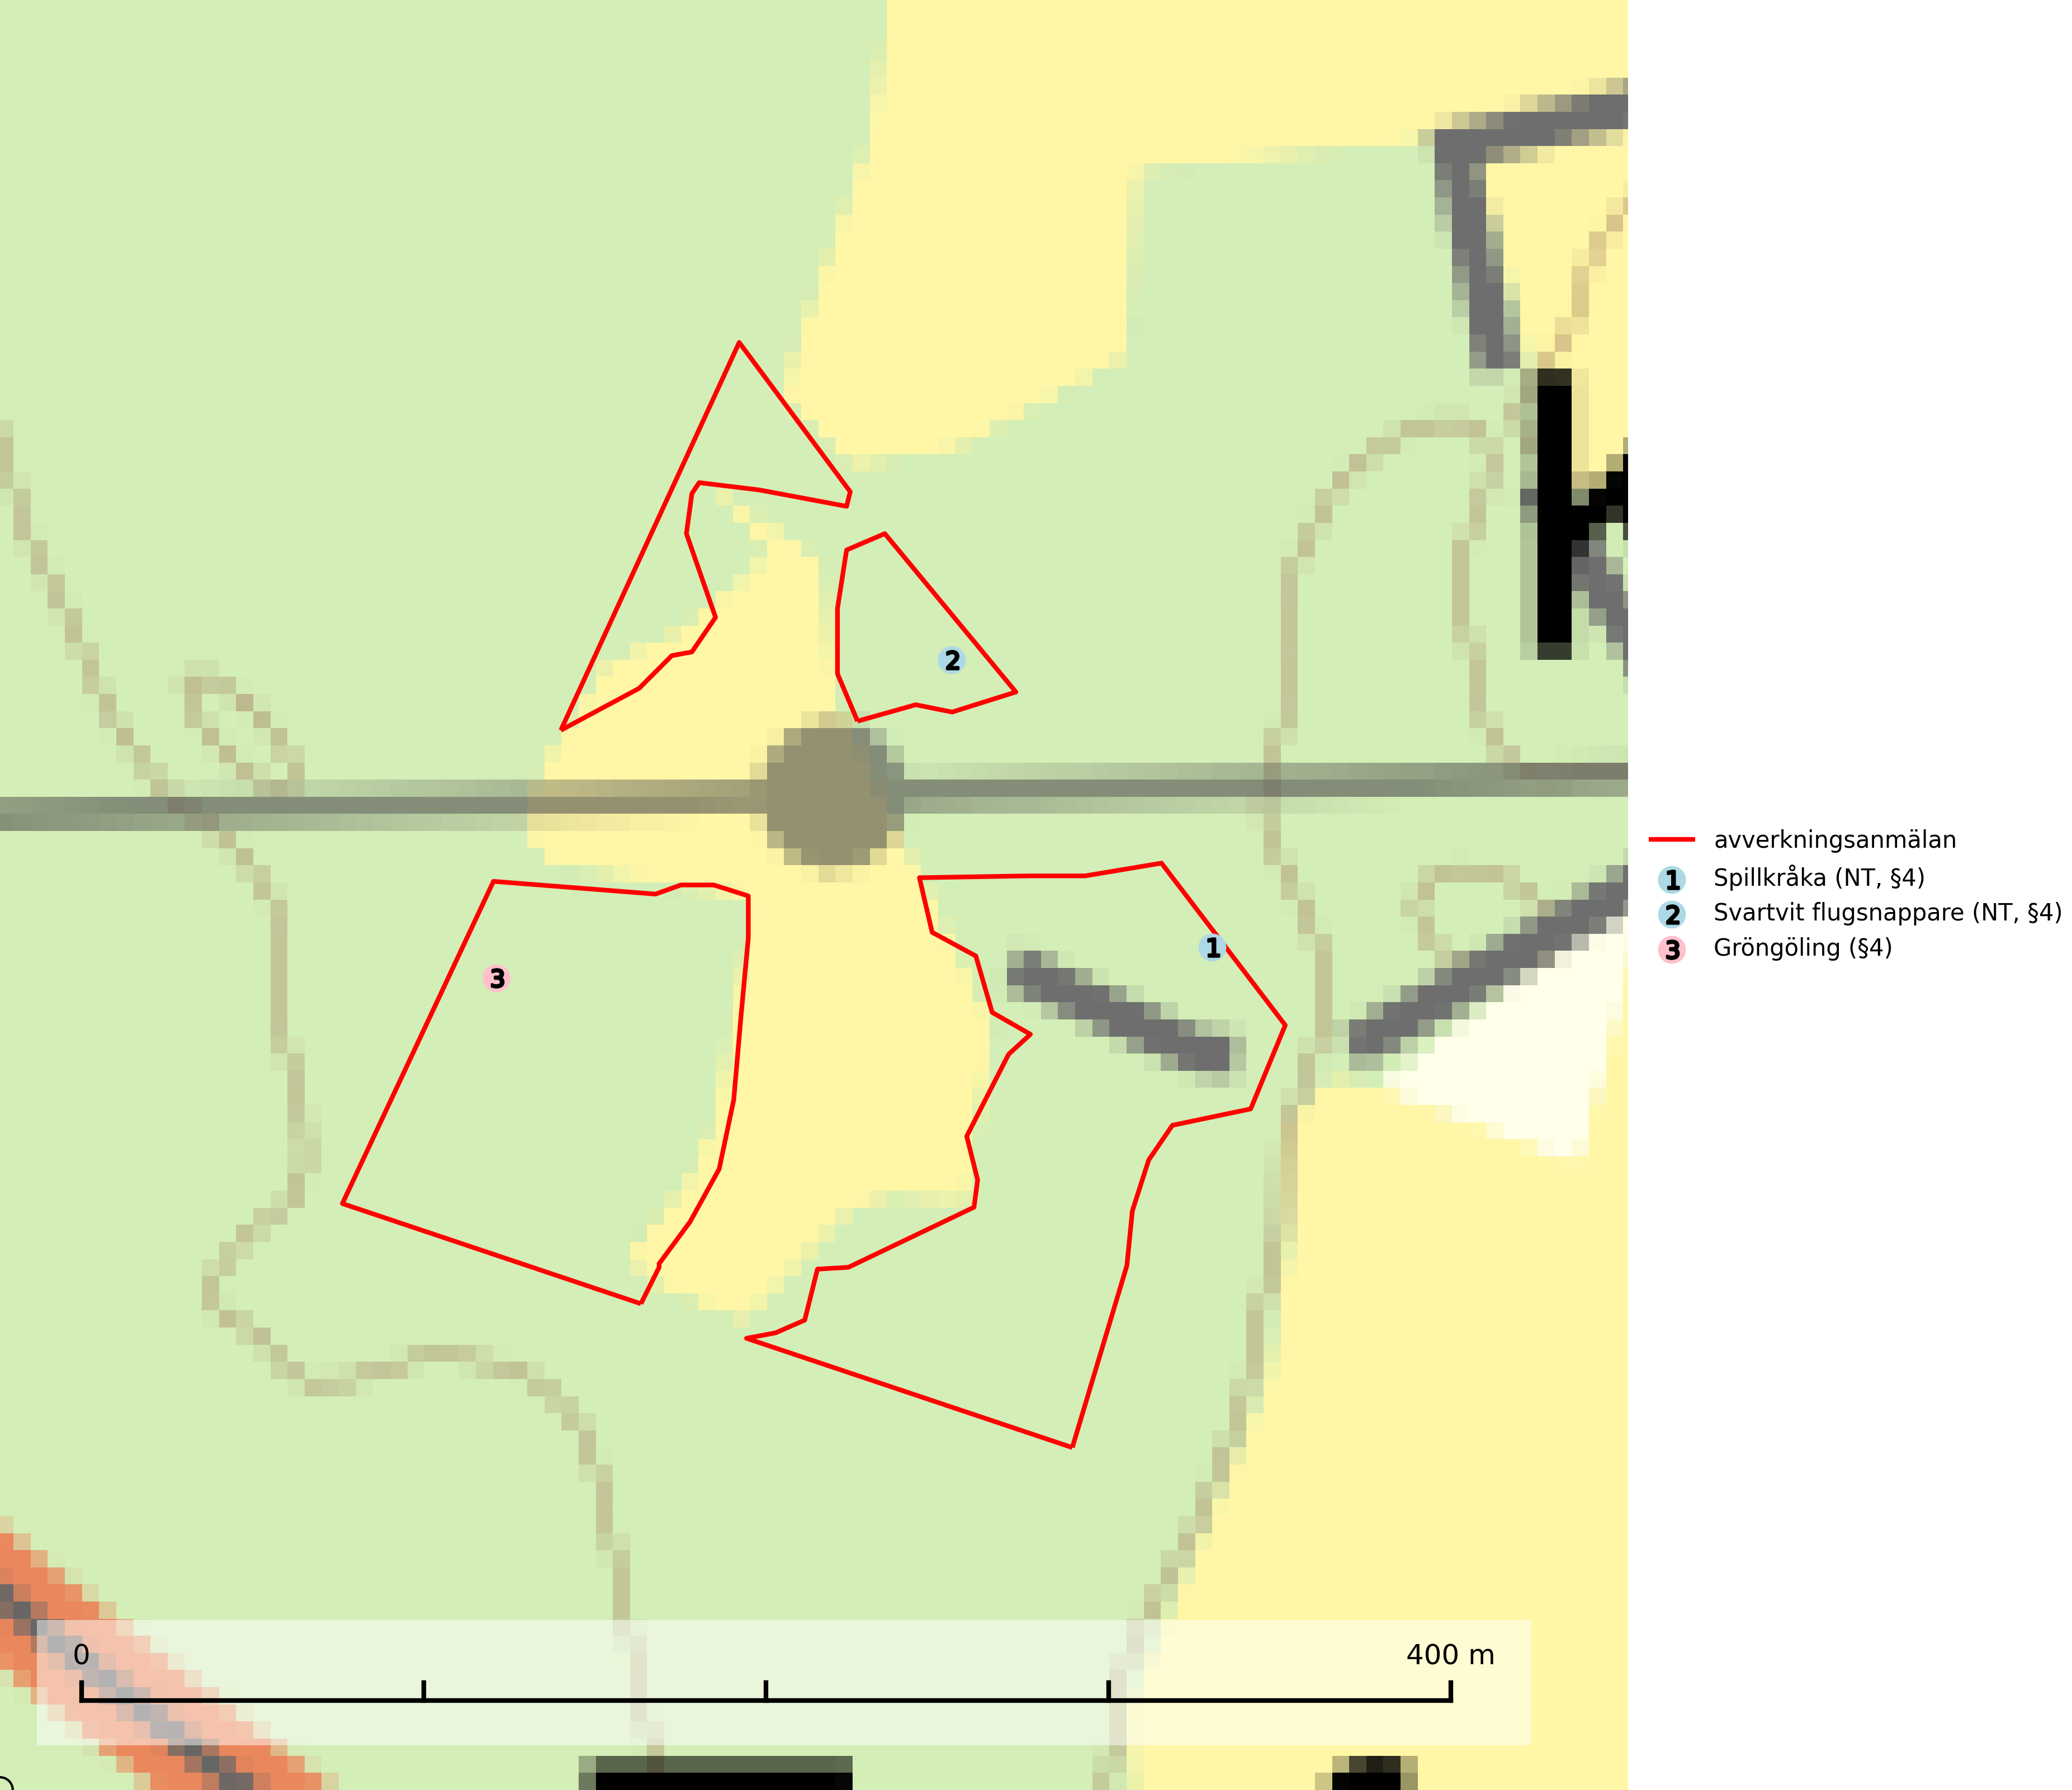 2
1
3
avverkningsanmälan
1 Spillkråka (NT, §4)
2 Svartvit flugsnappare (NT, §4)
3 Gröngöling (§4)
0 400 m